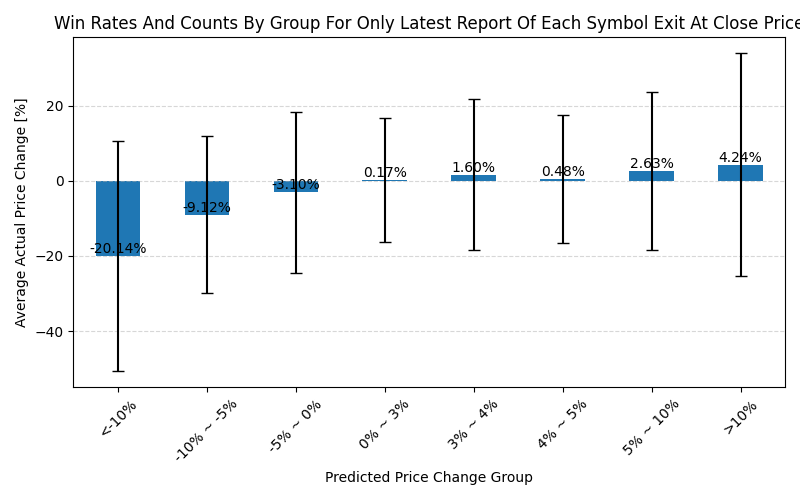 Win Rates And Counts By Group For Only Latest Report Of Each Symbol Exit At Close Price
Average Actual Price Change [%]
20
0
−20
−40
-20.14%
-9.12%
-3.10%
0.17%
1.60%
0.48%
2.63%
4.24%
<-10%
-10% ~ -5%
-5% ~ 0%
0% ~ 3%
3% ~ 4%
4% ~ 5%
5% ~ 10%
>10%
Predicted Price Change Group